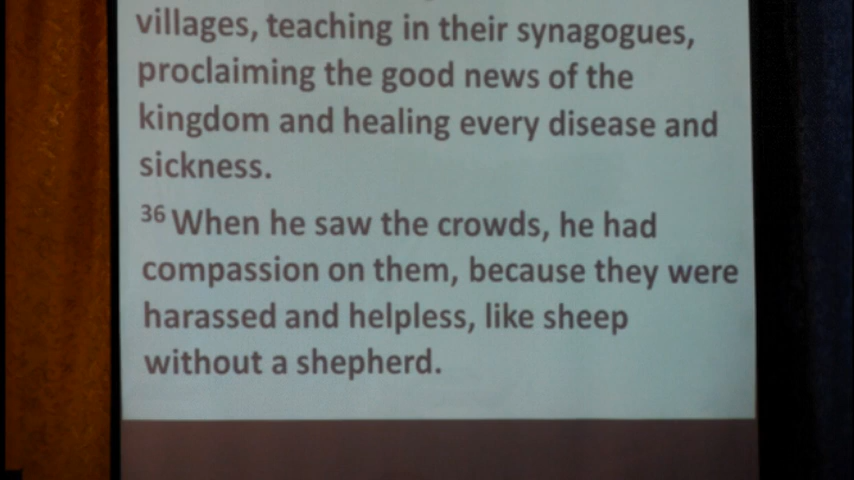 villages, teaching in their synagogues,
proclaiming the good news of the
kingdom and healing every disease and
sickness.
36 When he saw the crowds, he had
compassion on them, because they were
harassed and helpless, like sheep
without a shepherd.